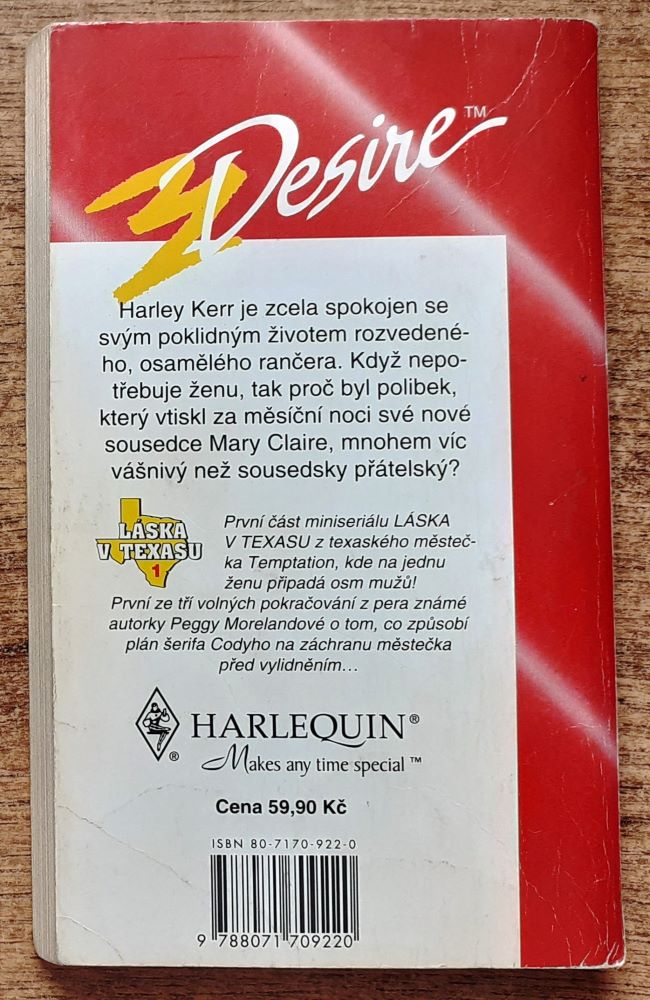 Desire™
Harley Kerr je zcela spokojen se
svým poklidným životem rozvedené-
ho, osamělého rančera. Když nepo-
třebuje ženu, tak proč byl polibek,
který vtiskl za měsíční noci své nové
sousedce Mary Claire, mnohem víc
vášnivý než sousedsky přátelský?
LÁSKA
V TEXASU
1
První část miniseriálu LÁSKA
V TEXASU z texaského městeč-
ka Temptation, kde na jednu
ženu připadá osm mužů!
První ze tří volných pokračování z pera známé
autorky Peggy Morelandové o tom, co způsobí
plán šerifa Codyho na záchranu městečka
před vylidněním...
®
HARLEQUIN®
Makes any time special™
Cena 59,90 Kč
ISBN 80-7170-922-0
9 788071 709220